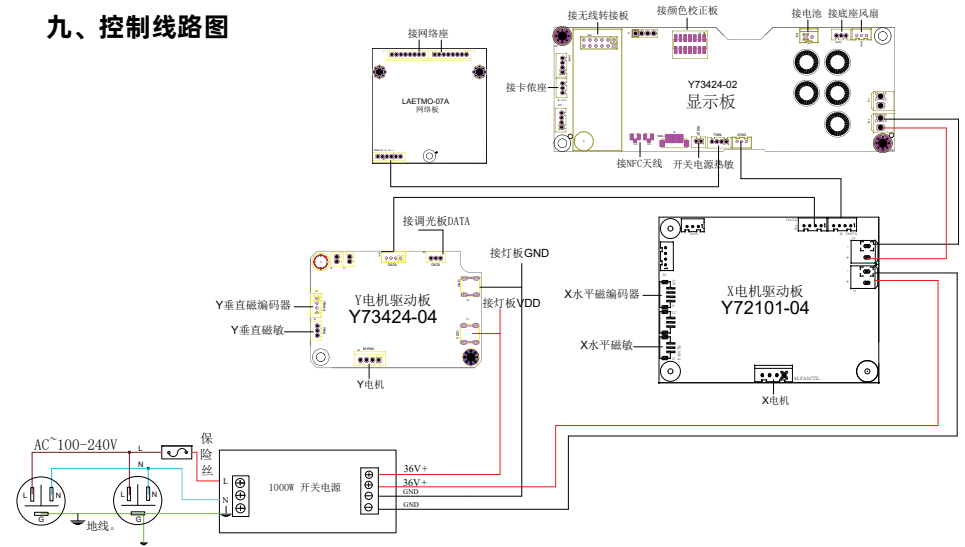 九、控制线路图
接网络座
LAETMO-07A
网络板
接无线转接板
接颜色校正板
接电池
接底座风扇
接卡侬座
Y73424-02
显示板
接NFC天线
开关电源热敏
接调光板DATA
接灯板GND
接灯板VDD
Y垂直磁编码器
Y垂直磁敏
Y电机驱动板
Y73424-04
Y电机
X水平磁编码器
X水平磁敏
X电机驱动板
Y72101-04
X电机
AC~100-240V
L
N
保险丝
L
N
1000W 开关电源
36V+
36V+
GND
GND
L
N
G
L
N
G
地线。